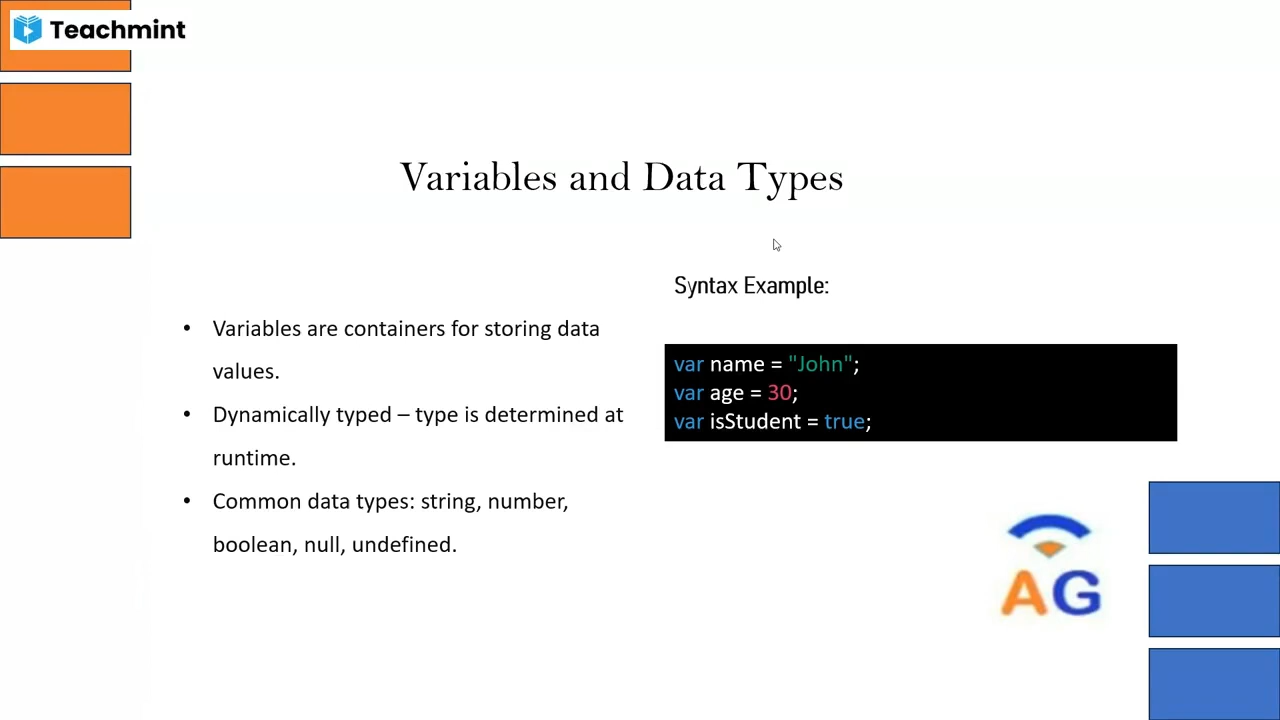 Teachmint
Variables and Data Types
• Variables are containers for storing data
values.
• Dynamically typed – type is determined at
runtime.
• Common data types: string, number,
boolean, null, undefined.
Syntax Example:
var name = "John";
var age = 30;
var isStudent = true;
AG